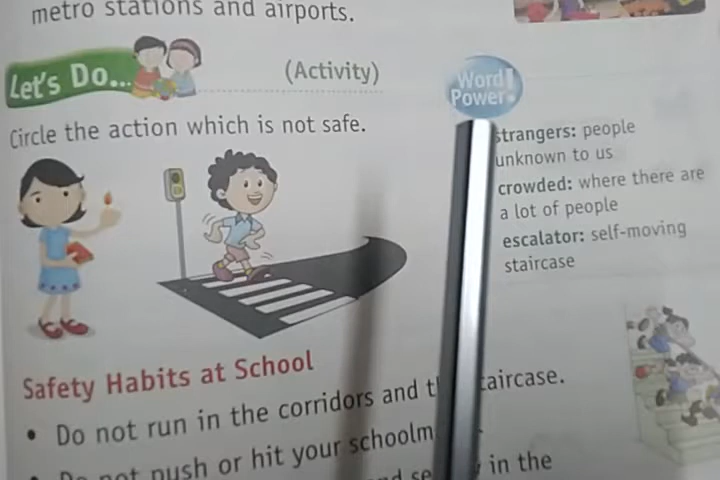 metro stations and airports.
Let's Do...
(Activity)
Circle the action which is not safe.
Word
Power!
strangers: people
unknown to us
crowded: where there are
a lot of people
escalator: self-moving
staircase
Safety Habits at School
• Do not run in the corridors and staircase.
• Do not push or hit your
in the